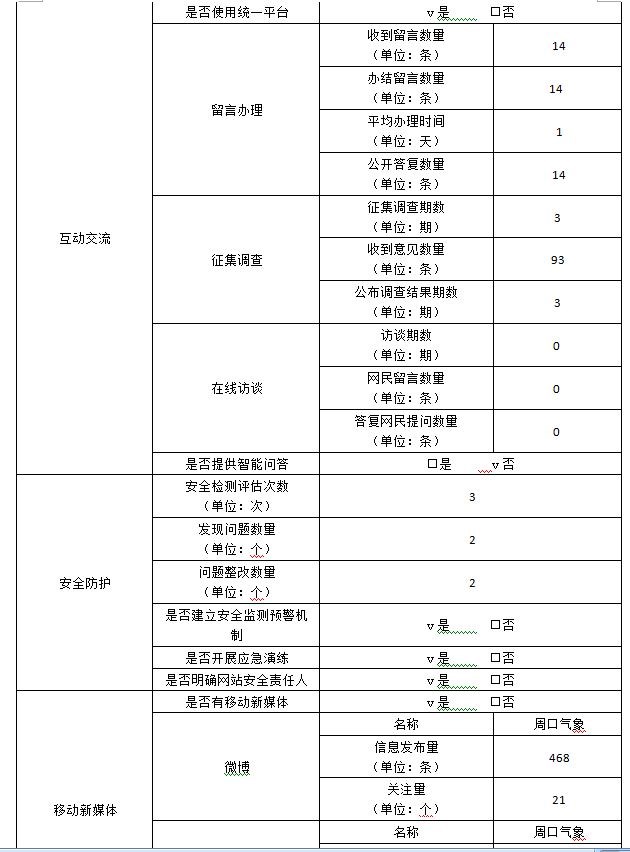 是否使用统一平台
▽是 □否
互动交流
留言办理
收到留言数量
（单位：条）
14
办结留言数量
（单位：条）
14
平均办理时间
（单位：天）
1
公开答复数量
（单位：条）
14
征集调查
征集调查期数
（单位：期）
3
收到意见数量
（单位：条）
93
公布调查结果期数
（单位：期）
3
在线访谈
访谈期数
（单位：期）
0
网民留言数量
（单位：条）
0
答复网民提问数量
（单位：条）
0
是否提供智能问答
□是 ▽否
安全防护
安全检测评估次数
（单位：次）
3
发现问题数量
（单位：个）
2
问题整改数量
（单位：个）
2
是否建立安全监测预警机
制
▽是 □否
是否开展应急演练
▽是 □否
是否明确网站安全责任人
▽是 □否
移动新媒体
是否有移动新媒体
▽是 □否
微博
名称
周口气象
信息发布量
（单位：条）
468
关注量
（单位：个）
21
名称
周口气象